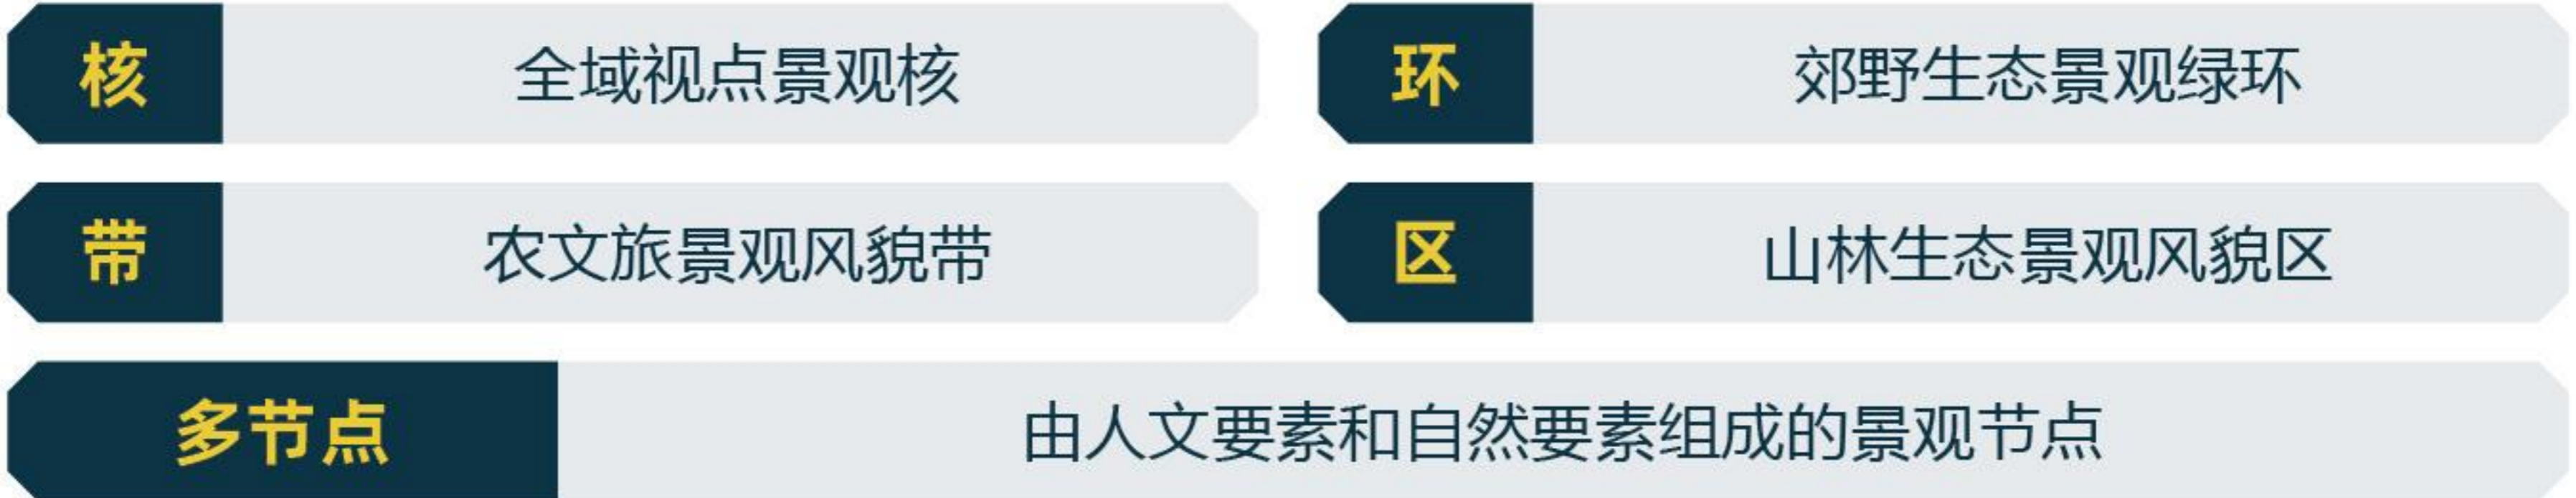 核 全域视点景观核
环 郊野生态景观绿环
带 农文旅景观风貌带
区 山林生态景观风貌区
多节点 由人文要素和自然要素组成的景观节点